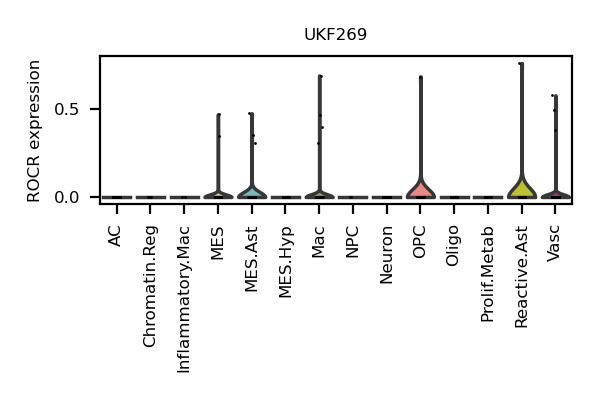 UKF269
ROCR expression
0.5
0.0
AC
Chromatin.Reg
Inflammatory.Mac
MES
MES.Ast
MES.Hyp
Mac
NPC
Neuron
OPC
Oligo
Prolif.Metab
Reactive.Ast
Vasc